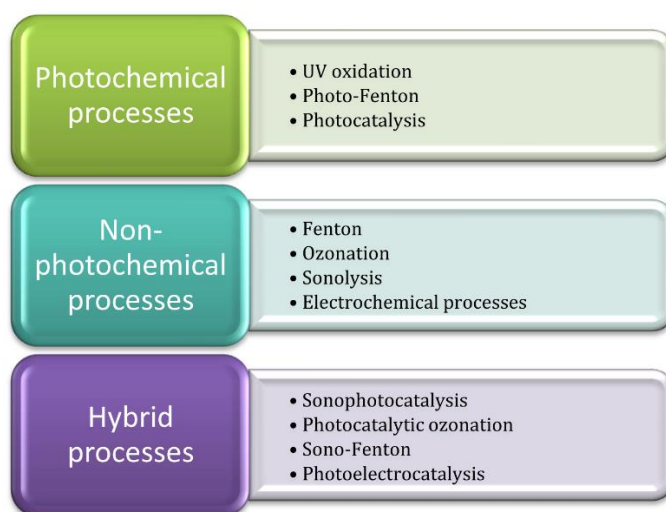 Photochemical
processes
• UV oxidation
• Photo-Fenton
• Photocatalysis
Non-
photochemical
processes
• Fenton
• Ozonation
• Sonolysis
• Electrochemical processes
Hybrid
processes
• Sonophotocatalysis
• Photocatalytic ozonation
• Sono-Fenton
• Photoelectrocatalysis